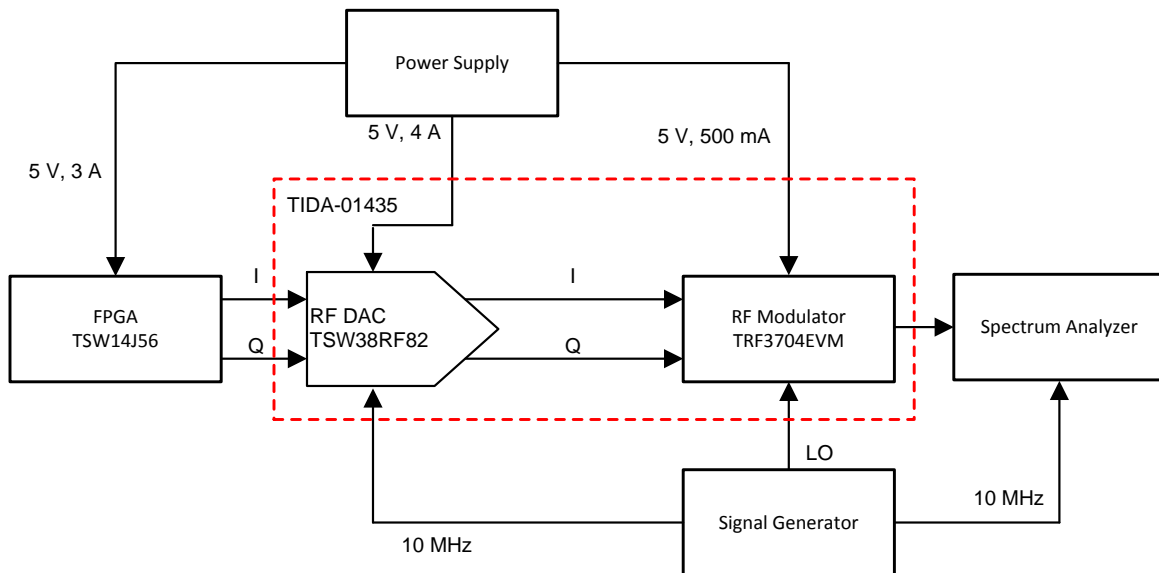 Power Supply
5 V, 4 A
5 V, 500 mA
5 V, 3 A
TIDA-01435
I
I
FPGA
TSW14J56
RF DAC
TSW38RF82
RF Modulator
TRF3704EVM
Spectrum Analyzer
Q
Q
LO
10 MHz
Signal Generator
10 MHz